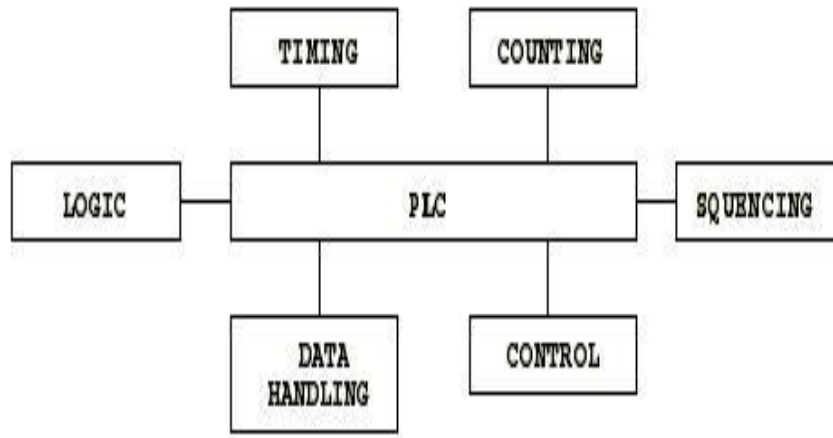 TIMING
COUNTING
LOGIC
PLC
SQUENCING
DATA
HANDLING
CONTROL